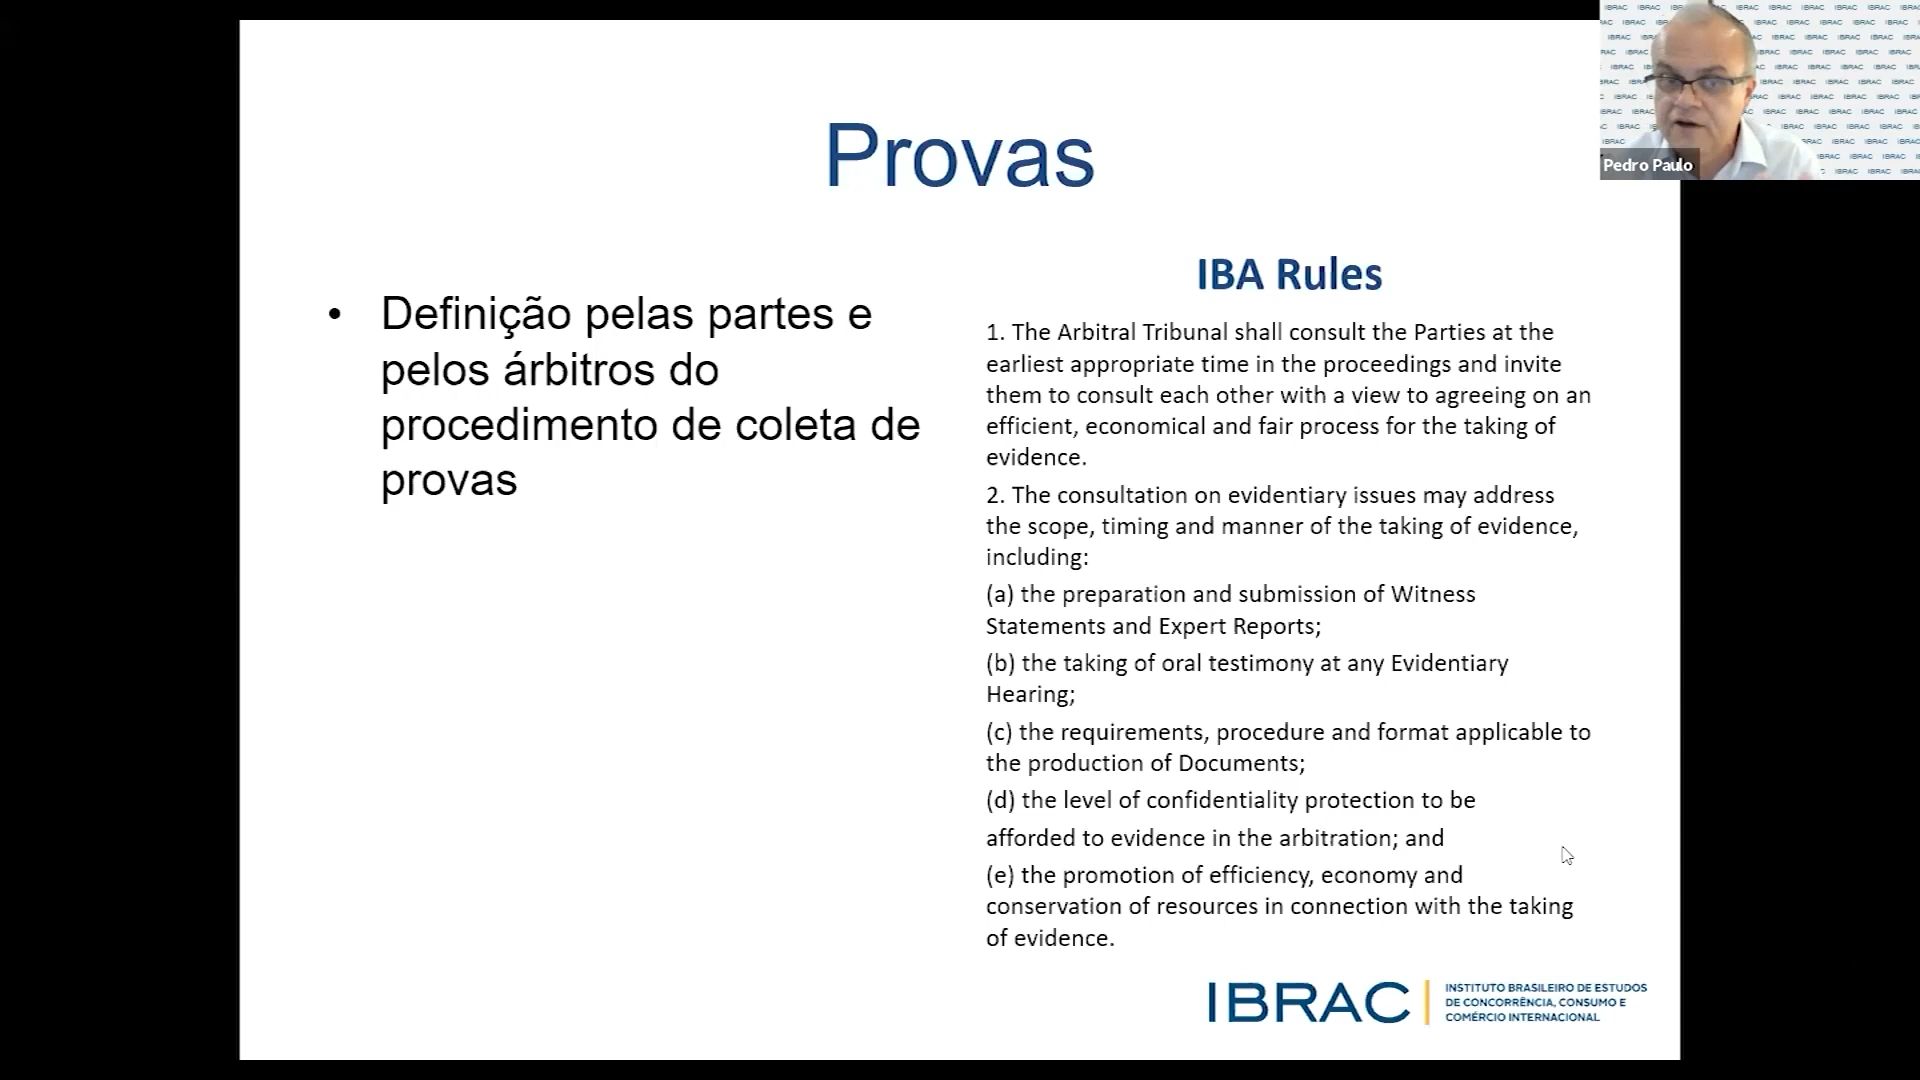 Provas
• Definição pelas partes e
pelos árbitros do
procedimento de coleta de
provas
IBA Rules
1. The Arbitral Tribunal shall consult the Parties at the
earliest appropriate time in the proceedings and invite
them to consult each other with a view to agreeing on an
efficient, economical and fair process for the taking of
evidence.
2. The consultation on evidentiary issues may address
the scope, timing and manner of the taking of evidence,
including:
(a) the preparation and submission of Witness
Statements and Expert Reports;
(b) the taking of oral testimony at any Evidentiary
Hearing;
(c) the requirements, procedure and format applicable to
the production of Documents;
(d) the level of confidentiality protection to be
afforded to evidence in the arbitration; and
(e) the promotion of efficiency, economy and
conservation of resources in connection with the taking
of evidence.
IBRAC
INSTITUTO BRASILEIRO DE ESTUDOS
DE CONCORRÊNCIA, CONSUMO E
COMÉRCIO INTERNACIONAL
Pedro Paulo